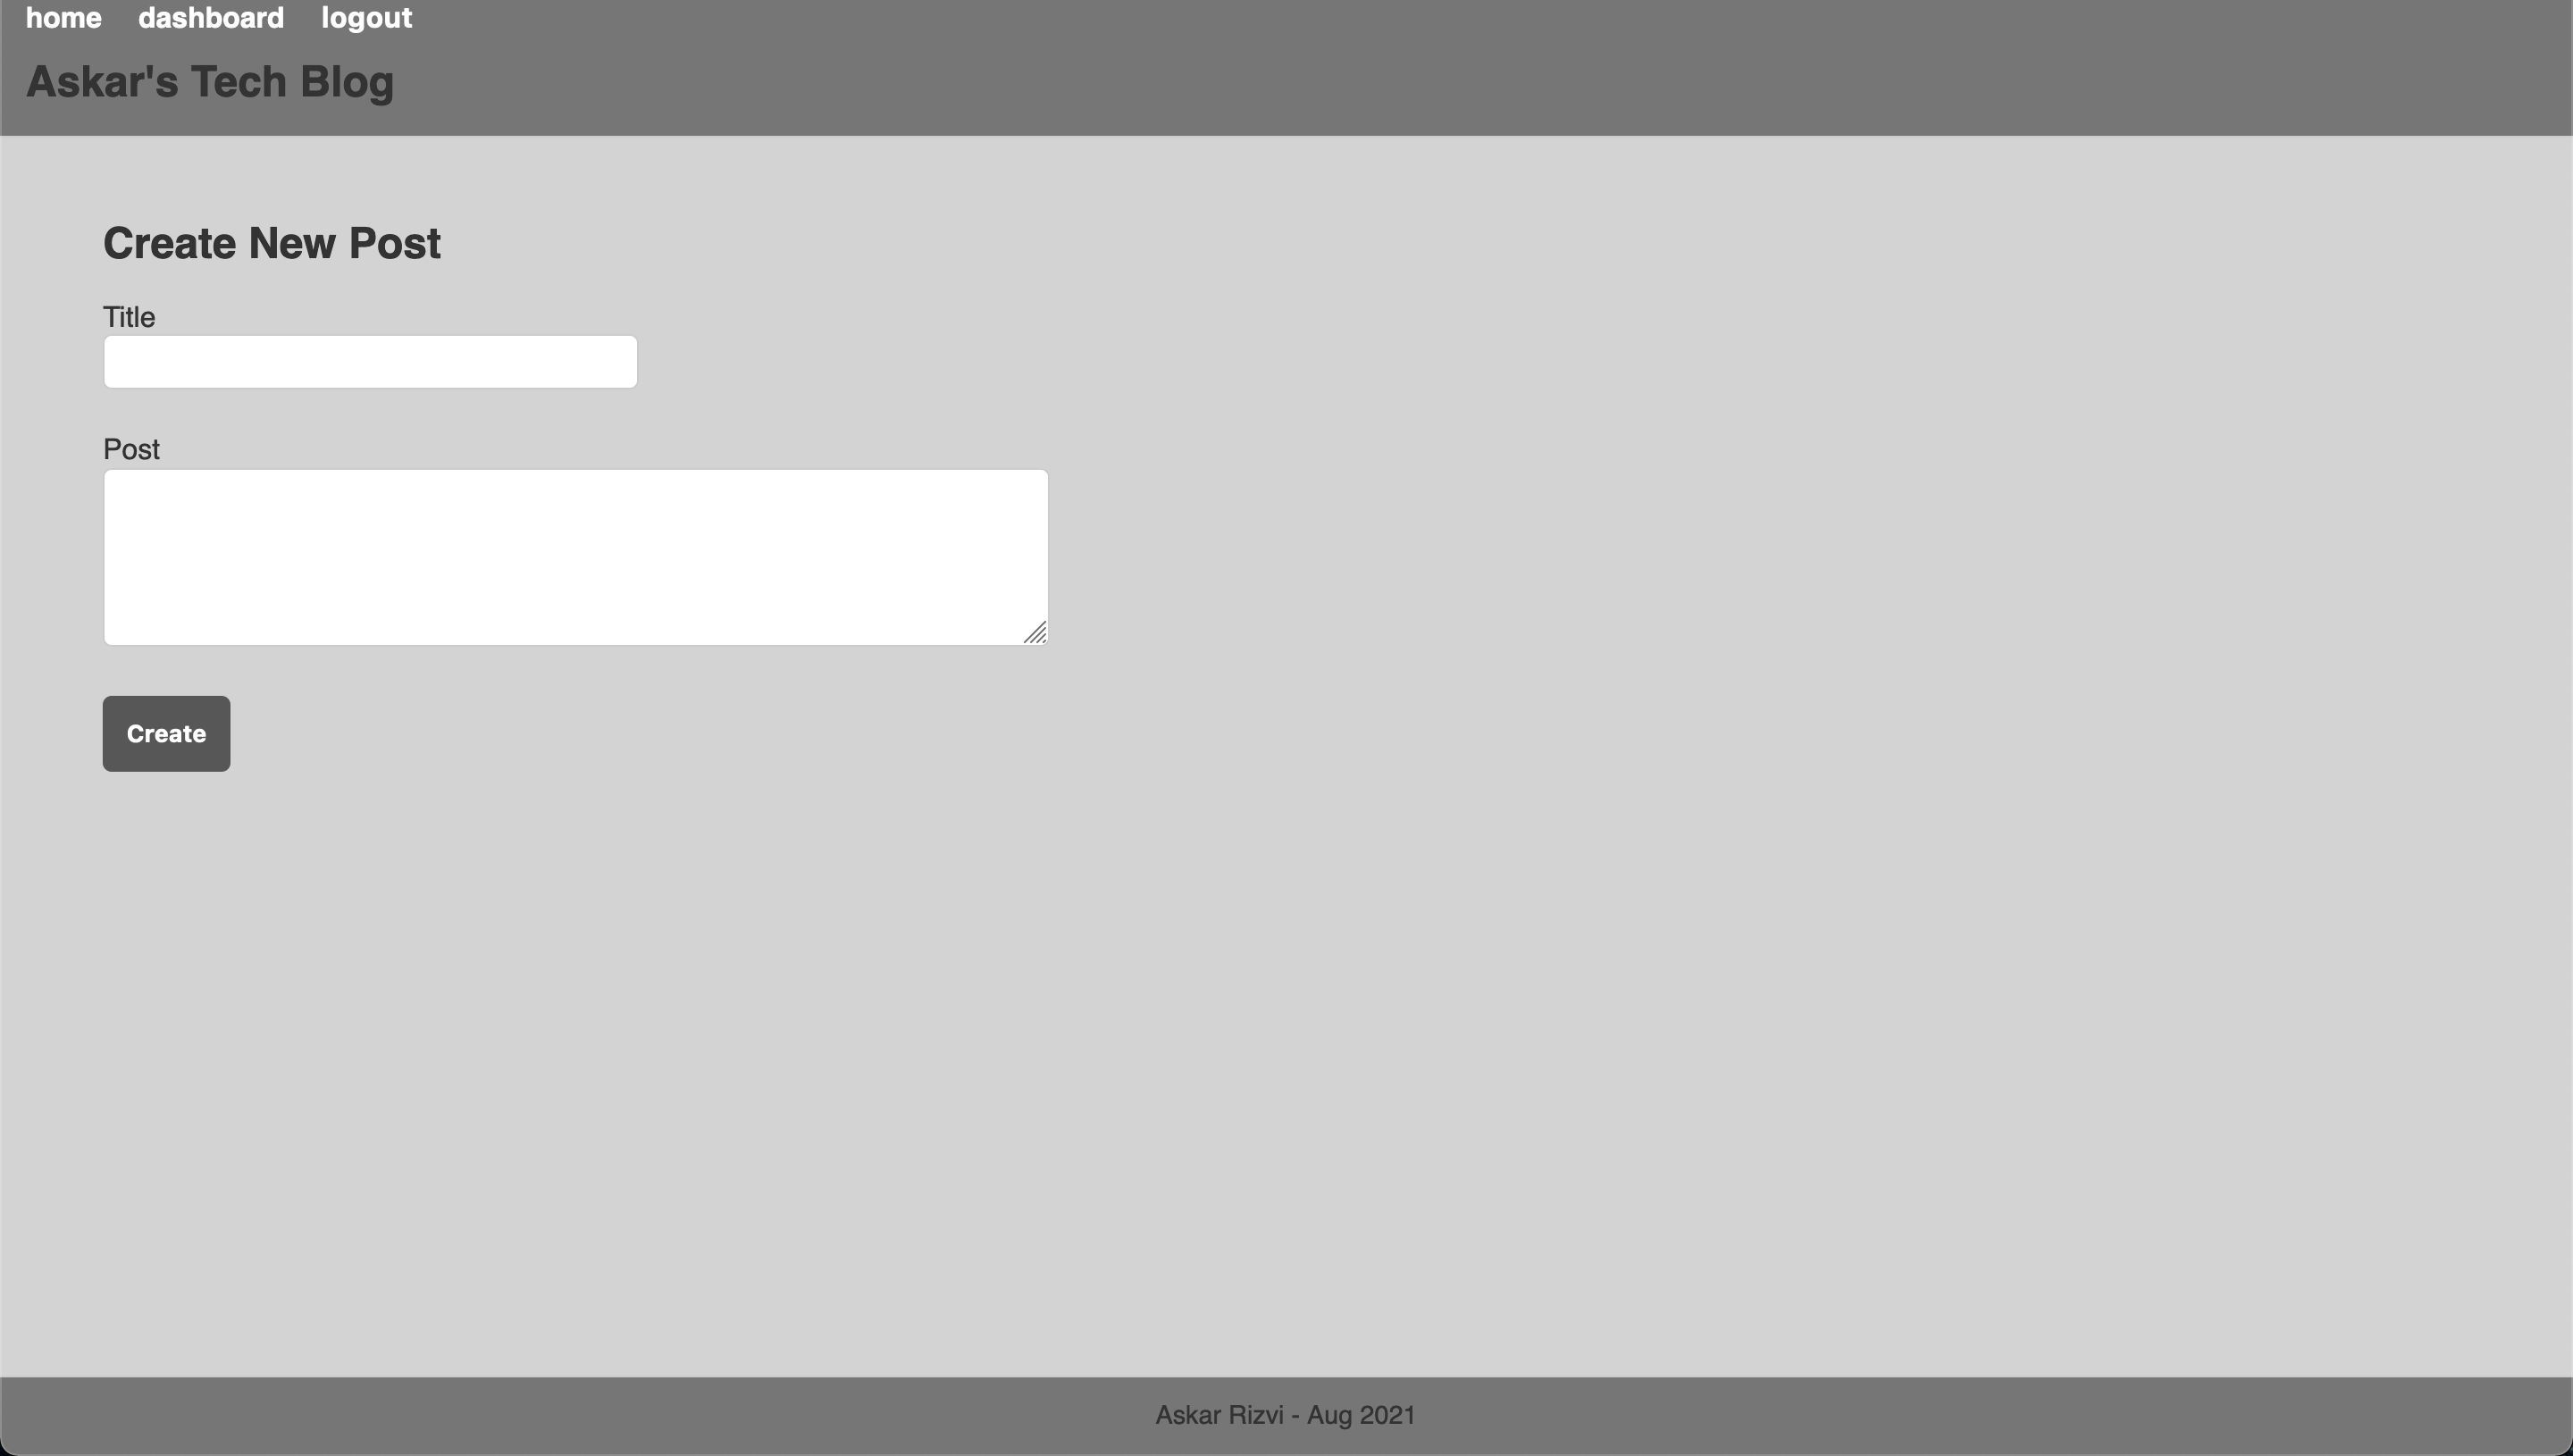 home dashboard logout
Askar's Tech Blog
Create New Post
Title
Post
Create
Askar Rizvi - Aug 2021